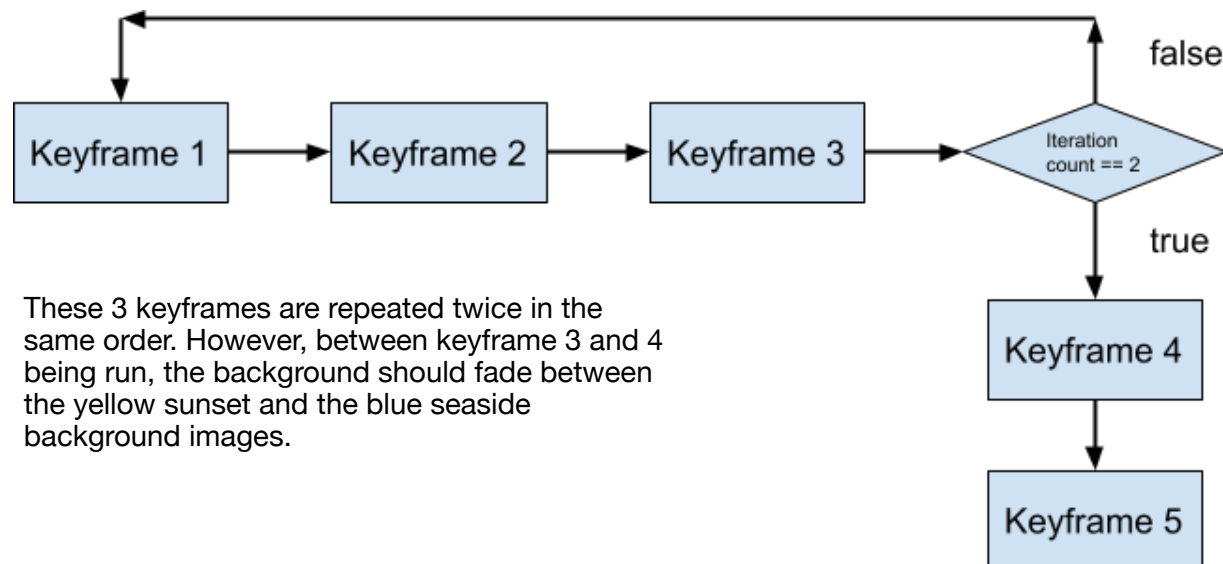 false
Keyframe 1
Keyframe 2
Keyframe 3
Iteration
count == 2
true
These 3 keyframes are repeated twice in the
same order. However, between keyframe 3 and 4
being run, the background should fade between
the yellow sunset and the blue seaside
background images.
Keyframe 4
Keyframe 5